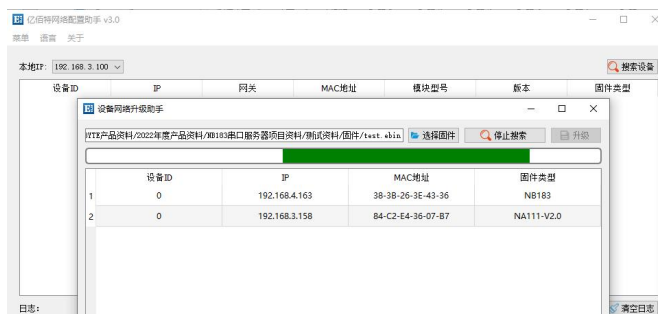 亿佰特网络配置助手 v3.0
菜单 语言 关于
本地IP: 192.168.3.100 搜索设备
设备ID IP 网关 MAC地址 模块型号 版本 固件类型
设备网络升级助手
YTE产品资料/2022年度产品资料/NB183串口服务器项目资料/测试资料/固件/test.ebin 选择固件 停止搜索 升级
设备ID IP MAC地址 固件类型
1 0 192.168.4.163 38-3B-26-3E-43-36 NB183
2 0 192.168.3.158 84-C2-E4-36-07-B7 NA111-V2.0
日志: 清空日志